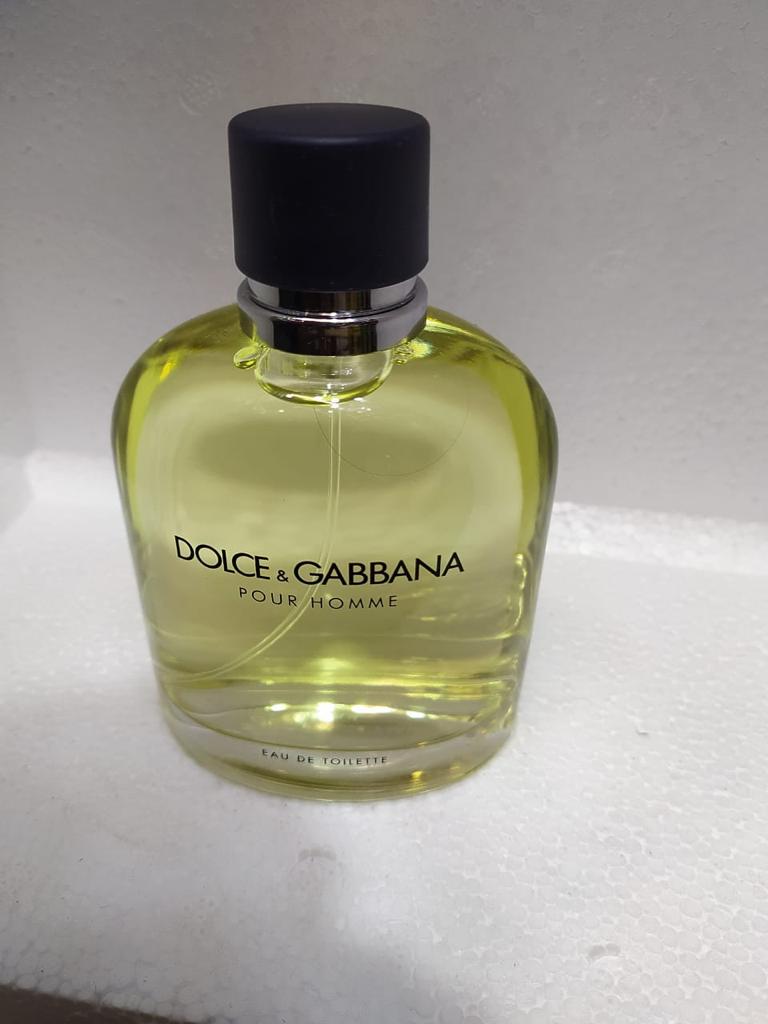 DOLCE & GABBANA
POUR HOMME
EAU DE TOILETTE